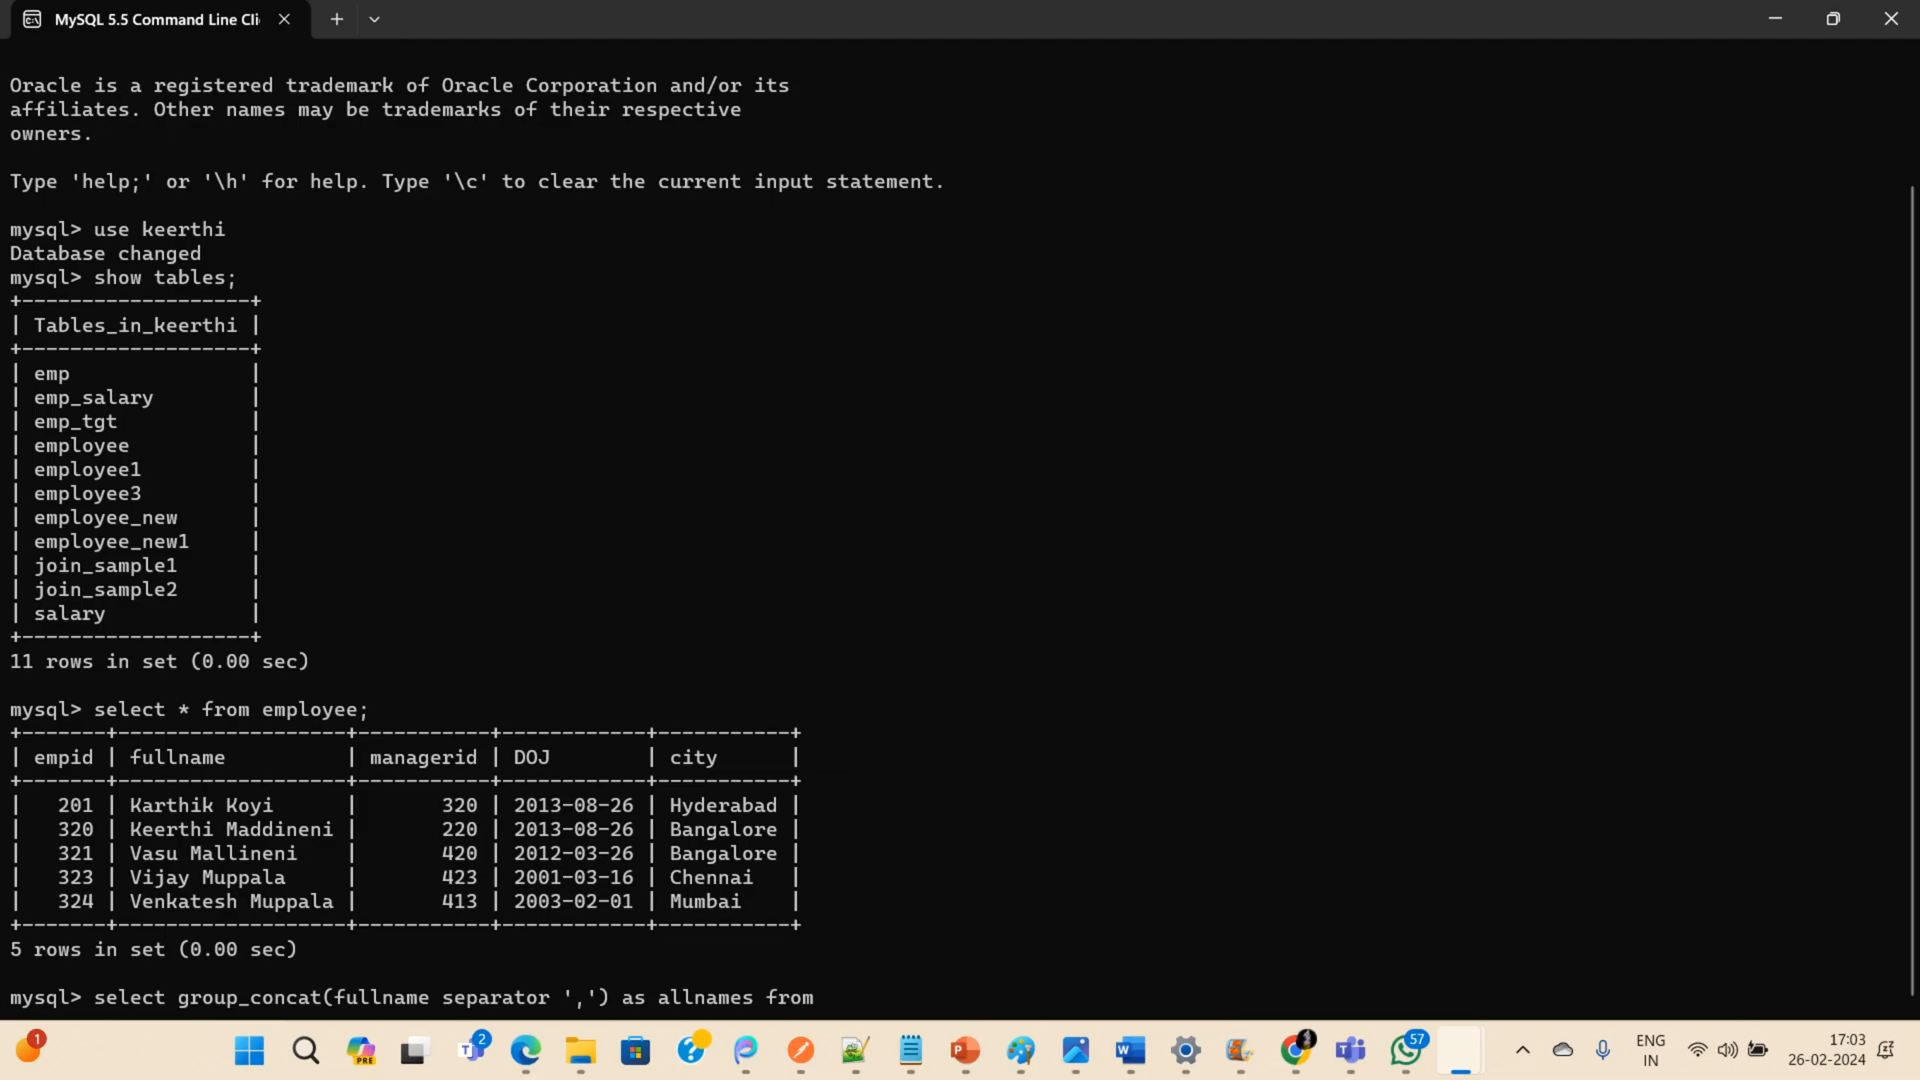 MySQL 5.5 Command Line Cli
Oracle is a registered trademark of Oracle Corporation and/or its
affiliates. Other names may be trademarks of their respective
owners.
Type 'help;' or '\h' for help. Type '\c' to clear the current input statement.
mysql> use keerthi
Database changed
mysql> show tables;
+-------------------+
| Tables_in_keerthi |
+-------------------+
| emp               |
| emp_salary        |
| emp_tgt           |
| employee          |
| employee1         |
| employee3         |
| employee_new      |
| employee_new1     |
| join_sample1      |
| join_sample2      |
| salary            |
+-------------------+
11 rows in set (0.00 sec)
mysql> select * from employee;
+-------+-------------------+-----------+------------+-----------+
| empid | fullname          | managerid | DOJ        | city      |
+-------+-------------------+-----------+------------+-----------+
|   201 | Karthik Koyi      |       320 | 2013-08-26 | Hyderabad |
|   320 | Keerthi Maddineni |       220 | 2013-08-26 | Bangalore |
|   321 | Vasu Mallineni    |       420 | 2012-03-26 | Bangalore |
|   323 | Vijay Muppala     |       423 | 2001-03-16 | Chennai   |
|   324 | Venkatesh Muppala |       413 | 2003-02-01 | Mumbai    |
+-------+-------------------+-----------+------------+-----------+
5 rows in set (0.00 sec)
mysql> select group_concat(fullname separator ',') as allnames from
1
PRE
2
57
ENG
IN
17:03
26-02-2024